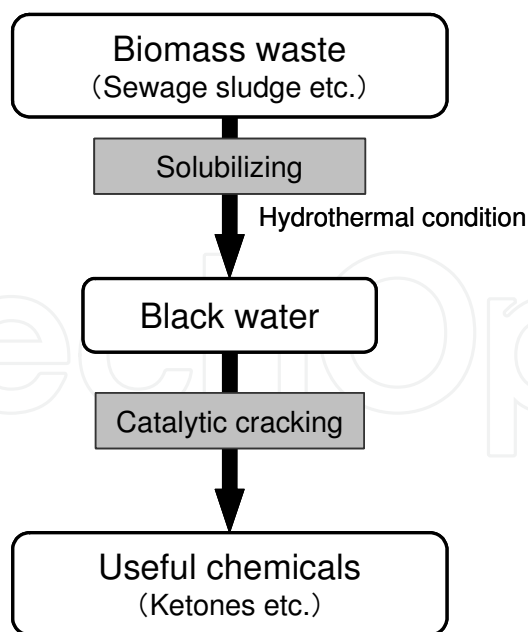 Biomass waste
（Sewage sludge etc.）
Solubilizing
Hydrothermal condition
Black water
Catalytic cracking
Useful chemicals
（Ketones etc.）